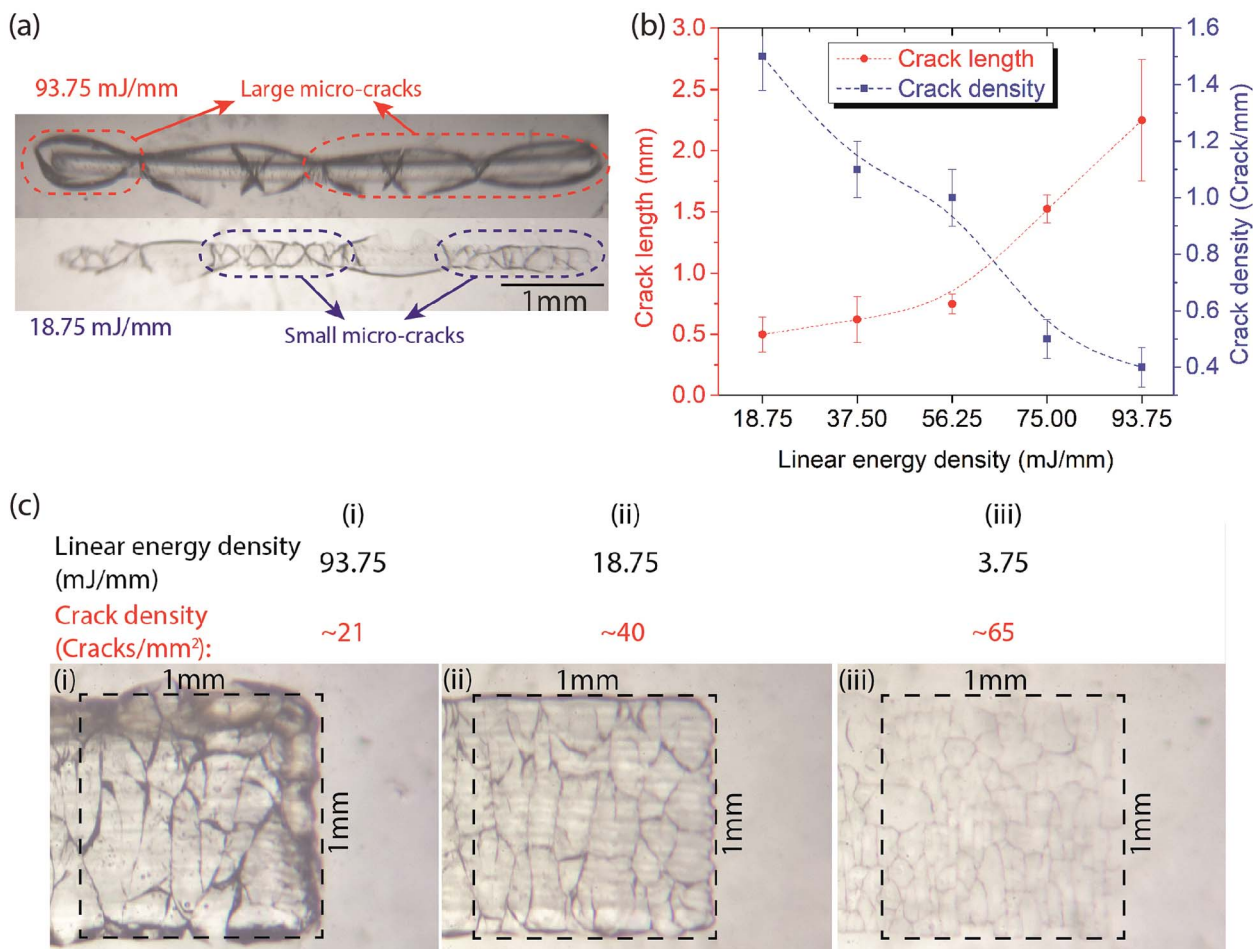 (a)
93.75 mJ/mm
Large micro-cracks
1mm
18.75 mJ/mm
Small micro-cracks
(b)
3.0
2.5
2.0
1.5
1.0
0.5
0.0
Crack length (mm)
Crack length
Crack density
1.6
1.4
1.2
1.0
0.8
0.6
0.4
Crack density (Crack/mm)
18.75 37.50 56.25 75.00 93.75
Linear energy density (mJ/mm)
(c)
(i) (ii) (iii)
Linear energy density
(mJ/mm)
93.75 18.75 3.75
Crack density
(Cracks/mm²):
~21 ~40 ~65
(i) 1mm
1mm
(ii) 1mm
1mm
(iii) 1mm
1mm